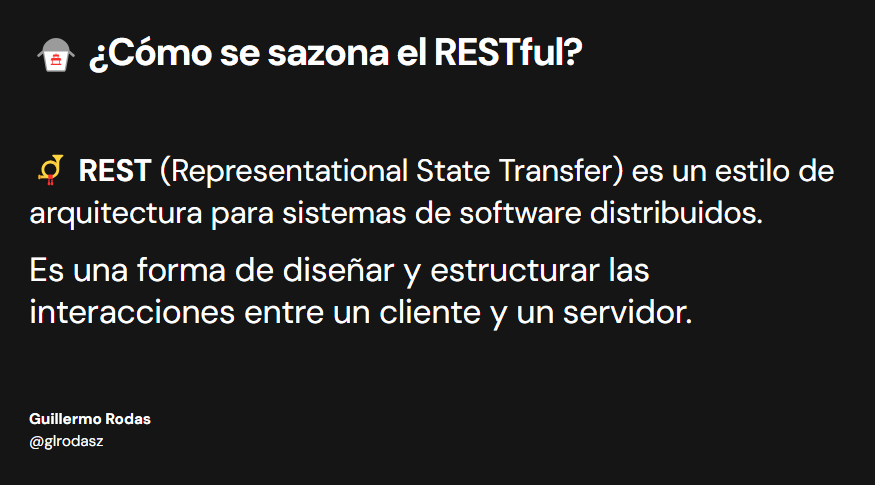 ¿Cómo se sazona el RESTful?
REST (Representational State Transfer) es un estilo de
arquitectura para sistemas de software distribuidos.
Es una forma de diseñar y estructurar las
interacciones entre un cliente y un servidor.
Guillermo Rodas
@glrodasz